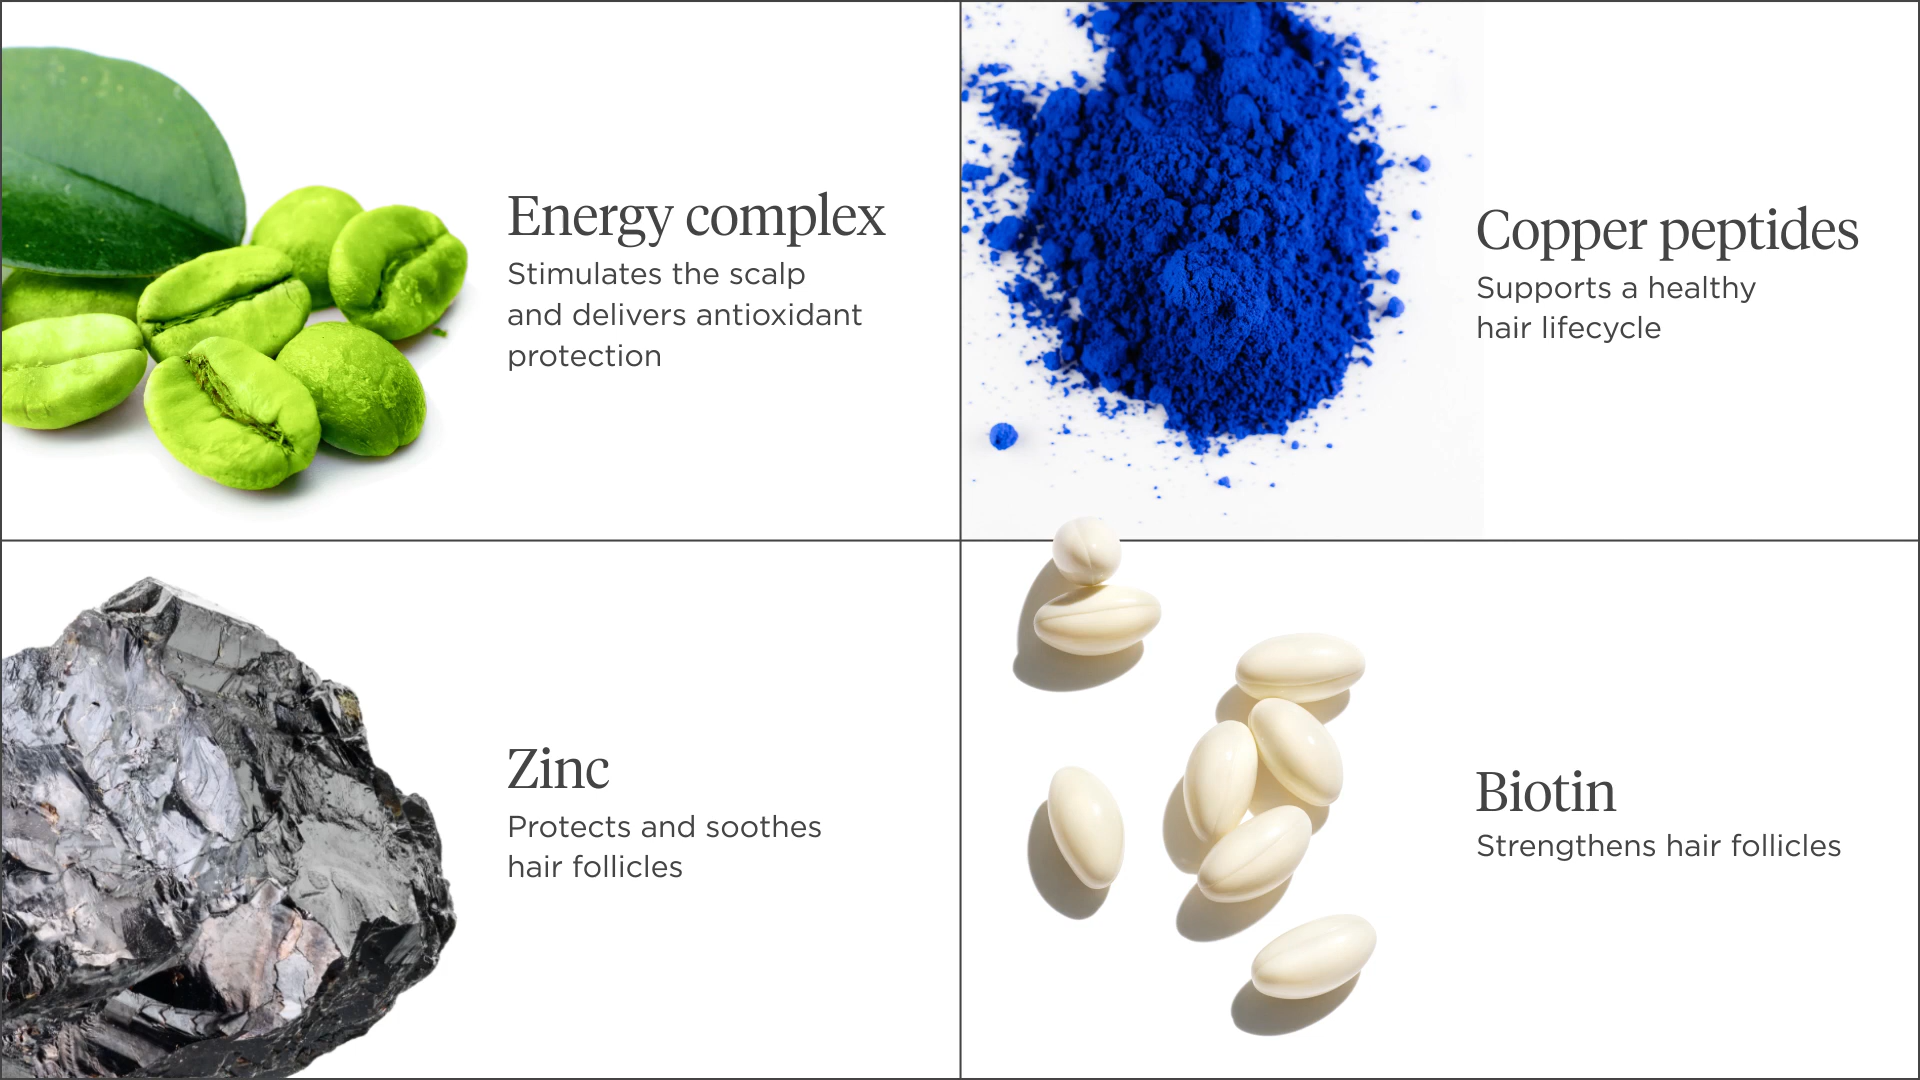 Energy complex
Stimulates the scalp
and delivers antioxidant
protection
Copper peptides
Supports a healthy
hair lifecycle
Zinc
Protects and soothes
hair follicles
Biotin
Strengthens hair follicles